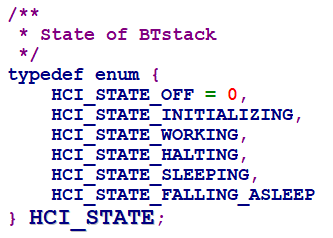 /**
 * State of BTstack
 */
typedef enum {
    HCI_STATE_OFF = 0,
    HCI_STATE_INITIALIZING,
    HCI_STATE_WORKING,
    HCI_STATE_HALTING,
    HCI_STATE_SLEEPING,
    HCI_STATE_FALLING_ASLEEP
} HCI_STATE;